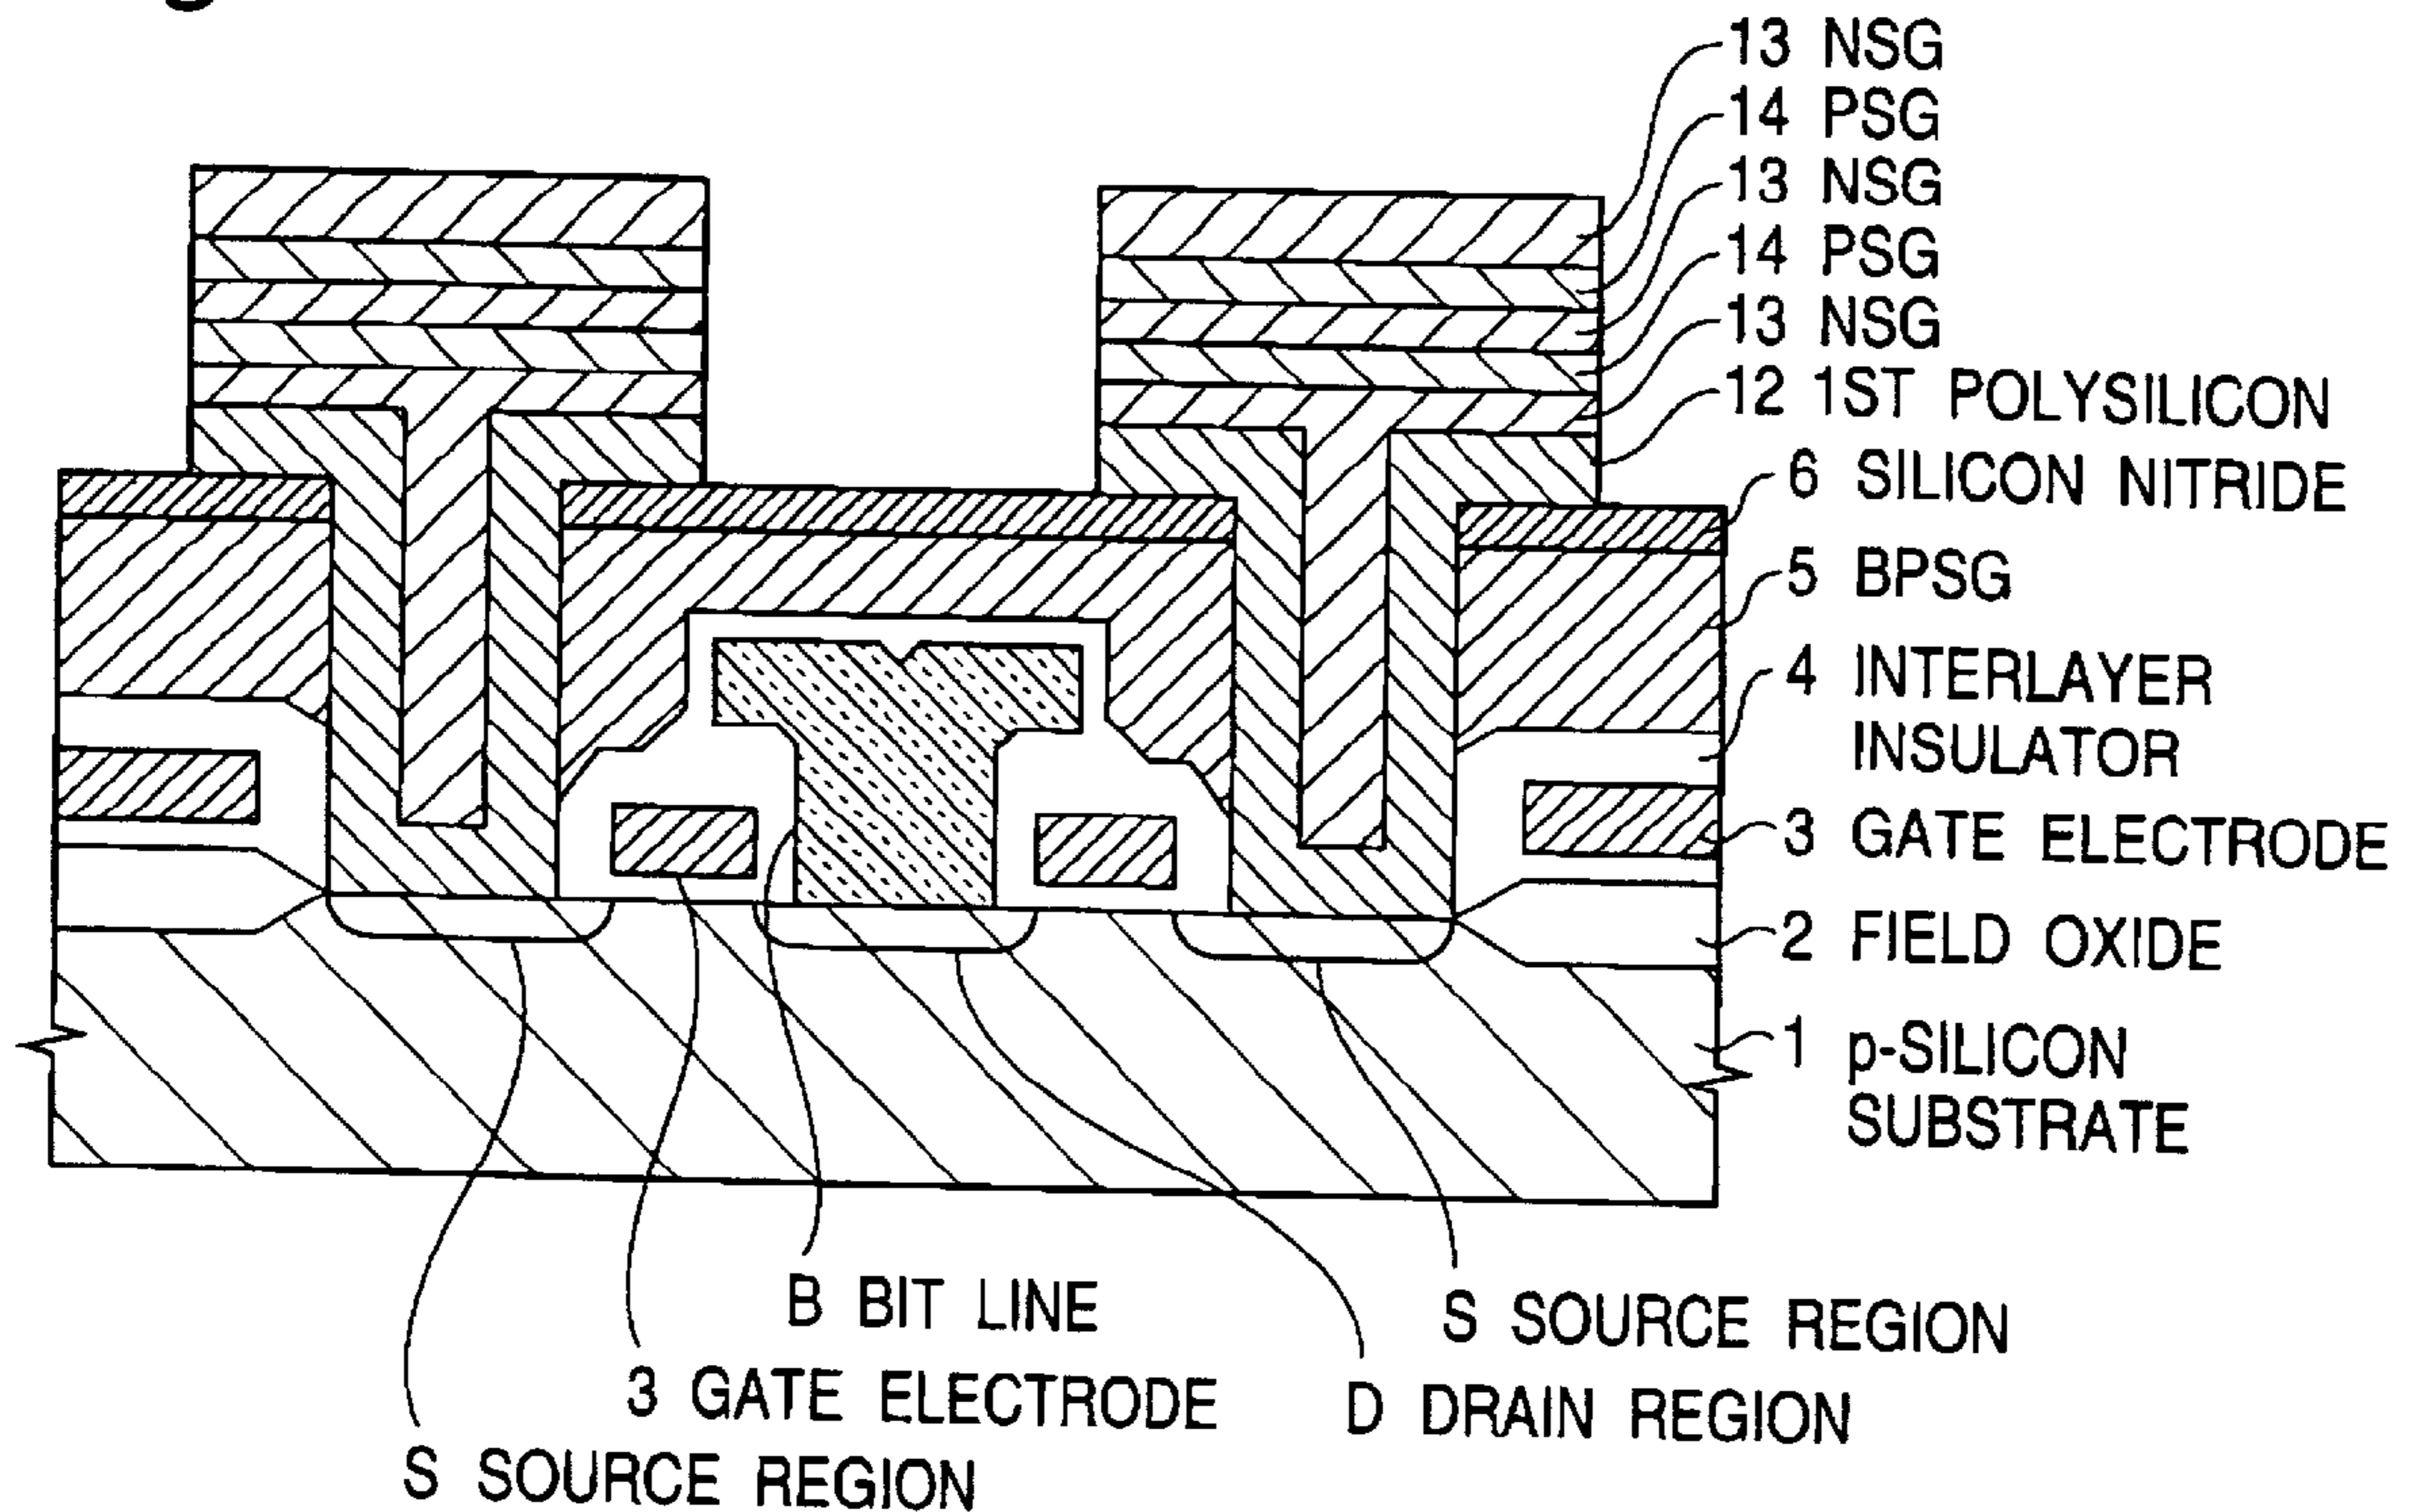 13 NSG
14 PSG
13 NSG
14 PSG
13 NSG
12 1ST POLYSILICON
6 SILICON NITRIDE
5 BPSG
4 INTERLAYER
INSULATOR
3 GATE ELECTRODE
2 FIELD OXIDE
1 p-SILICON
SUBSTRATE
B BIT LINE
S SOURCE REGION
3 GATE ELECTRODE
D DRAIN REGION
S SOURCE REGION